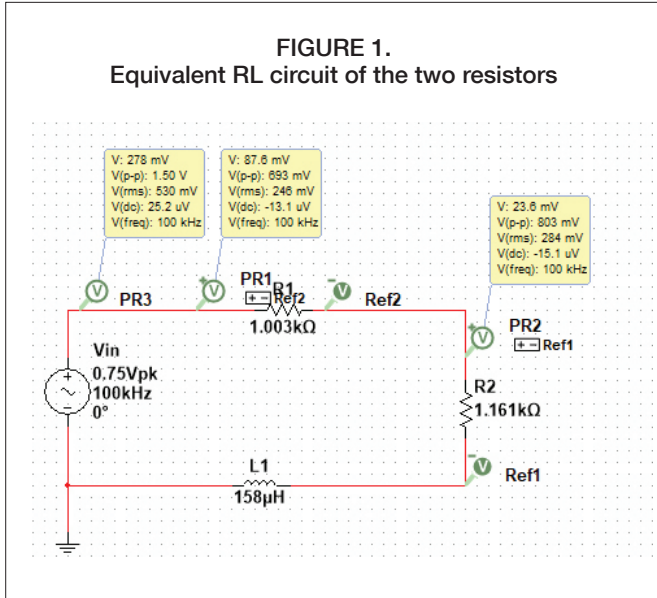 FIGURE 1.
Equivalent RL circuit of the two resistors
V: 278 mV
V(p-p): 1.50 V
V(rms): 530 mV
V(dc): 25.2 uV
V(freq): 100 kHz
V: 87.6 mV
V(p-p): 693 mV
V(rms): 246 mV
V(dc): -13.1 uV
V(freq): 100 kHz
V: 23.6 mV
V(p-p): 803 mV
V(rms): 284 mV
V(dc): -15.1 uV
V(freq): 100 kHz
V
PR3
V
PR1
R1
Ref2
1.003kΩ
V
Ref2
V
PR2
Ref1
Vin
0.75Vpk
100kHz
0°
R2
1.161kΩ
V
Ref1
L1
158μH